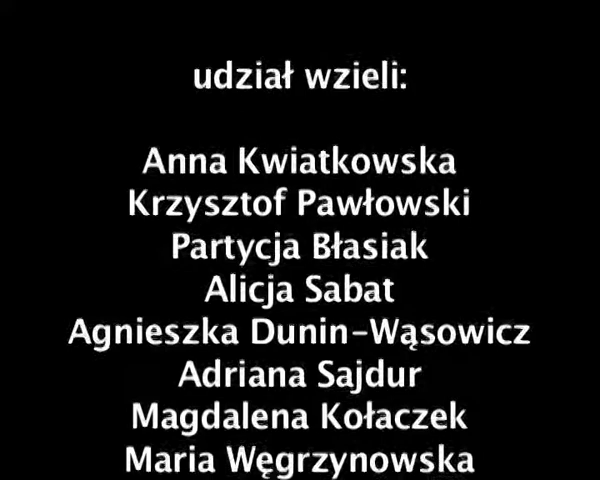 udział wzieli:
Anna Kwiatkowska
Krzysztof Pawłowski
Partycja Błasiak
Alicja Sabat
Agnieszka Dunin-Wąsowicz
Adriana Sajdur
Magdalena Kołaczek
Maria Węgrzynowska